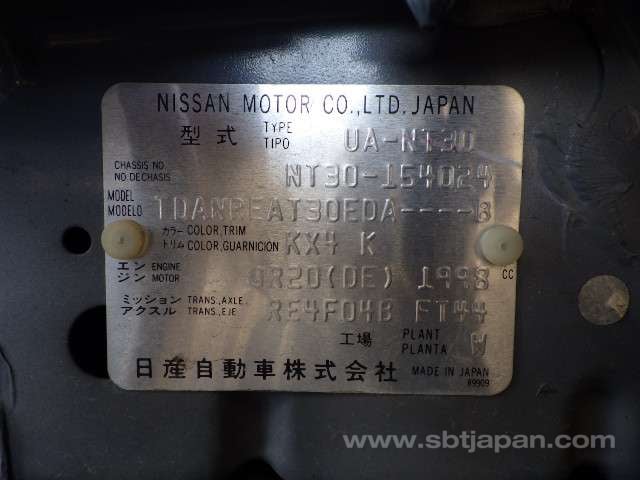 NISSAN MOTOR CO.,LTD. JAPAN
型式 TYPE TIPO UA-NT30
CHASSIS NO. NO DE CHASIS NT30-154024
MODEL MODELO TDANREAT30EDA----B
カラー COLOR,TRIM
トリム COLOR,GUARNICION KX4 K
エンジン ENGINE MOTOR QR20(DE) 1998 CC
ミッション TRANS.,AXLE
アクスル TRANS.,EJE RE4F04B FT44
工場 PLANT PLANTA W
日産自動車株式会社 MADE IN JAPAN
89909
www.sbtjapan.com